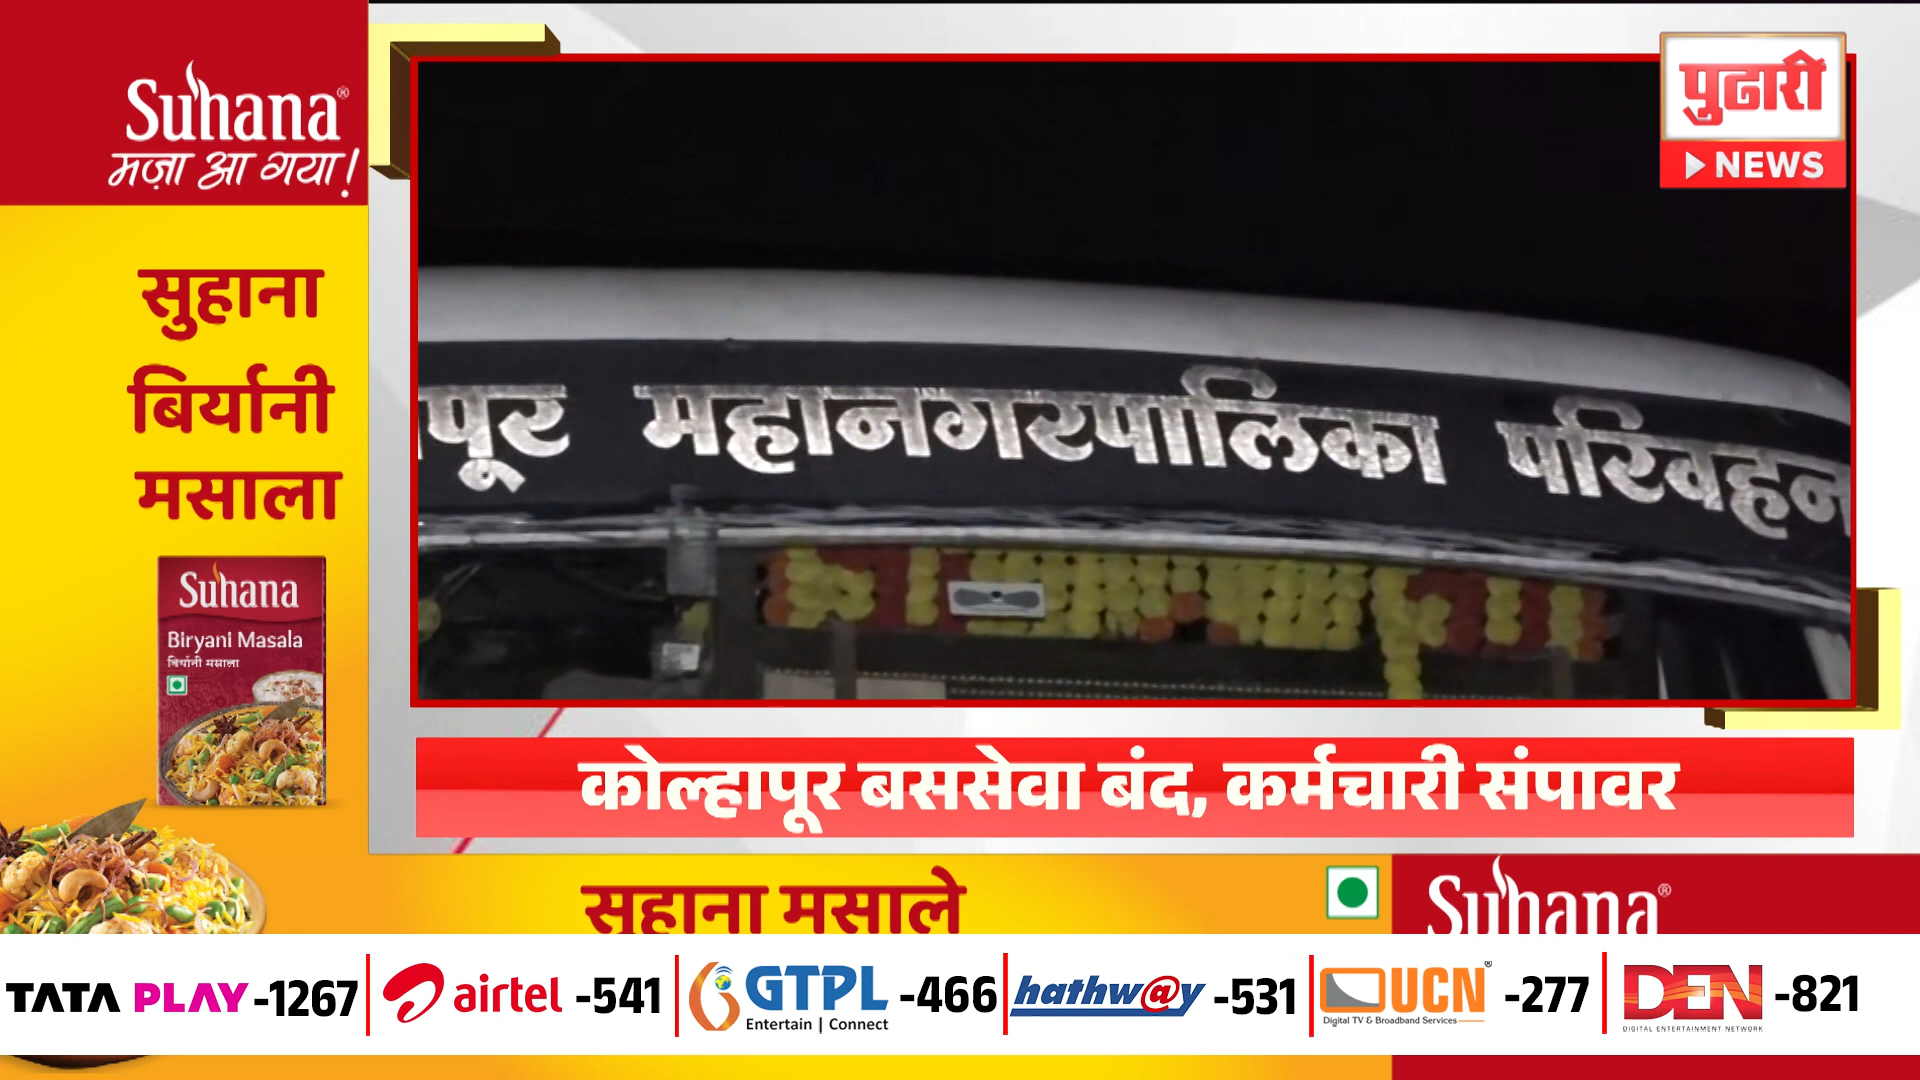 Suhana®
मज़ा आ गया!
सुहाना
बिर्यानी
मसाला
Suhana
Biryani Masala
बिर्यानी मसाला
पुढारी
NEWS
पूर महानगरपालिका परिवहन
कोल्हापूर बससेवा बंद, कर्मचारी संपावर
सुहाना मसाले
Suhana®
TATA PLAY -1267
airtel -541
GTPL -466
Entertain | Connect
hathw@y -531
UCN® -277
Digital TV & Broadband Services
DEN -821
DIGITAL ENTERTAINMENT NETWORK